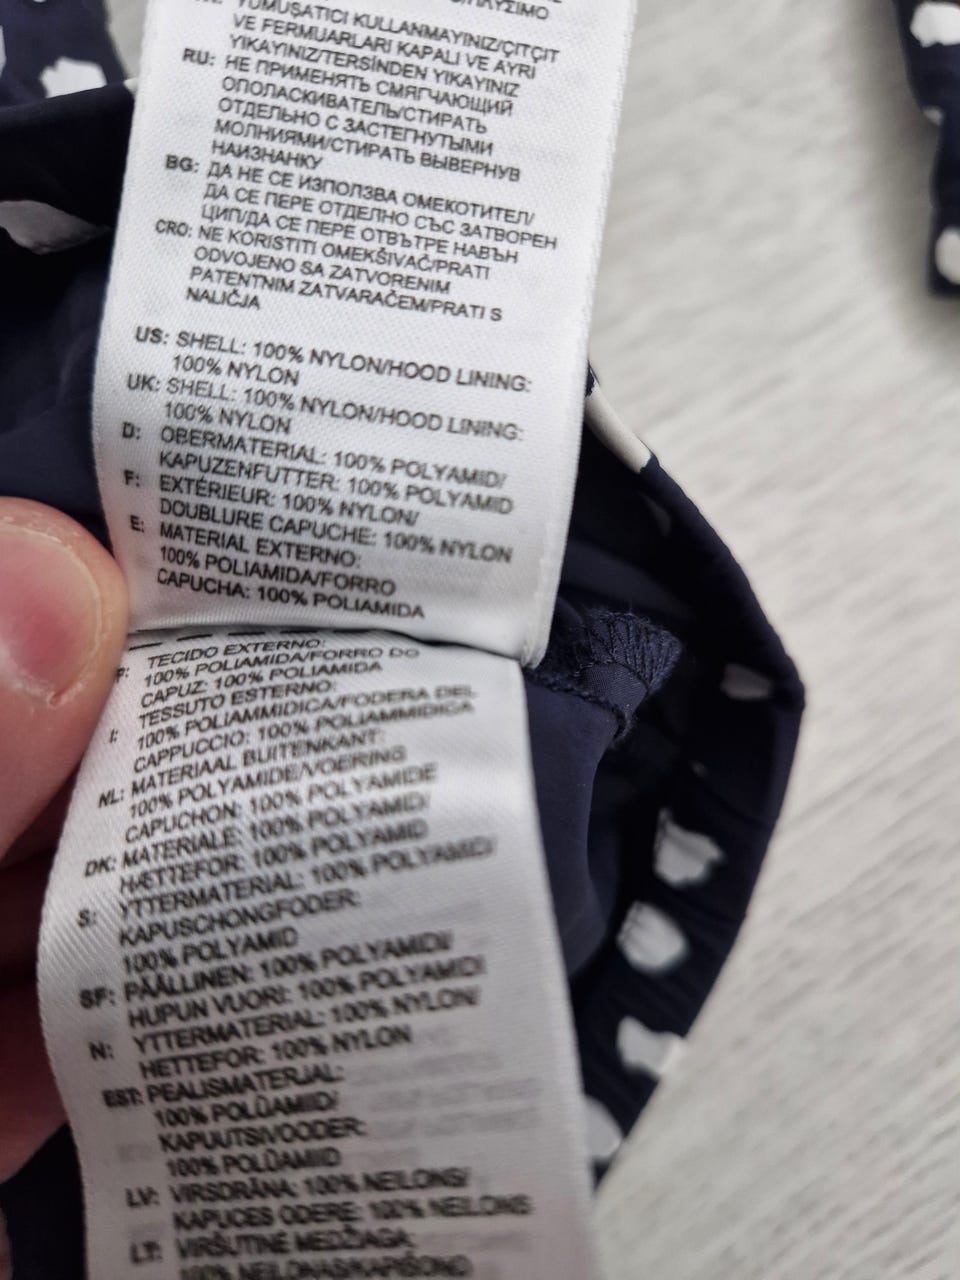 YUMUŞATICI KULLANMAYINIZ/ÇITÇIT
VE FERMUARLARI KAPALI VE AYRI
YIKAYINIZ/TERSİNDEN YIKAYINIZ
RU: НЕ ПРИМЕНЯТЬ СМЯГЧАЮЩИЙ
ОПОЛАСКИВАТЕЛЬ/СТИРАТЬ
ОТДЕЛЬНО С ЗАСТЕГНУТЫМИ
МОЛНИЯМИ/СТИРАТЬ ВЫВЕРНУВ
НАИЗНАНКУ
BG: ДА НЕ СЕ ИЗПОЛЗВА ОМЕКОТИТЕЛ/
ДА СЕ ПЕРЕ ОТДЕЛНО СЪС ЗАТВОРЕН
ЦИП/ДА СЕ ПЕРЕ ОТВЪТРЕ НАВЪН
CRO: NE KORISTITI OMEKŠIVAČ/PRATI
ODVOJENO SA ZATVORENIM
PATENTNIM ZATVARAČEM/PRATI S
NALIČJA
US: SHELL: 100% NYLON/HOOD LINING:
100% NYLON
UK: SHELL: 100% NYLON/HOOD LINING:
100% NYLON
D: OBERMATERIAL: 100% POLYAMID/
KAPUZENFUTTER: 100% POLYAMID
F: EXTÉRIEUR: 100% NYLON/
DOUBLURE CAPUCHE: 100% NYLON
E: MATERIAL EXTERNO:
100% POLIAMIDA/FORRO
CAPUCHA: 100% POLIAMIDA
P: TECIDO EXTERNO:
100% POLIAMIDA/FORRO DO
CAPUZ: 100% POLIAMIDA
I: TESSUTO ESTERNO:
100% POLIAMMIDICA/FODERA DEL
CAPPUCCIO: 100% POLIAMMIDICA
NL: MATERIAAL BUITENKANT:
100% POLYAMIDE/VOERING
CAPUCHON: 100% POLYAMIDE
DK: MATERIALE: 100% POLYAMID/
HÆTTEFOR: 100% POLYAMID
S: YTTERMATERIAL: 100% POLYAMID/
KAPUSCHONGFODER:
100% POLYAMID
SF: PÄÄLLINEN: 100% POLYAMIDI/
HUPUN VUORI: 100% POLYAMIDI
N: YTTERMATERIAL: 100% NYLON/
HETTEFOR: 100% NYLON
EST: PEALISMATERJAL:
100% POLÜAMIID/
KAPUUTSIVOODER:
100% POLÜAMIID
LV: VIRSDRĀNA: 100% NEILONS/
KAPUCES ODERE: 100% NEILONS
LT: VIRŠUTINĖ MEDŽIAGA: